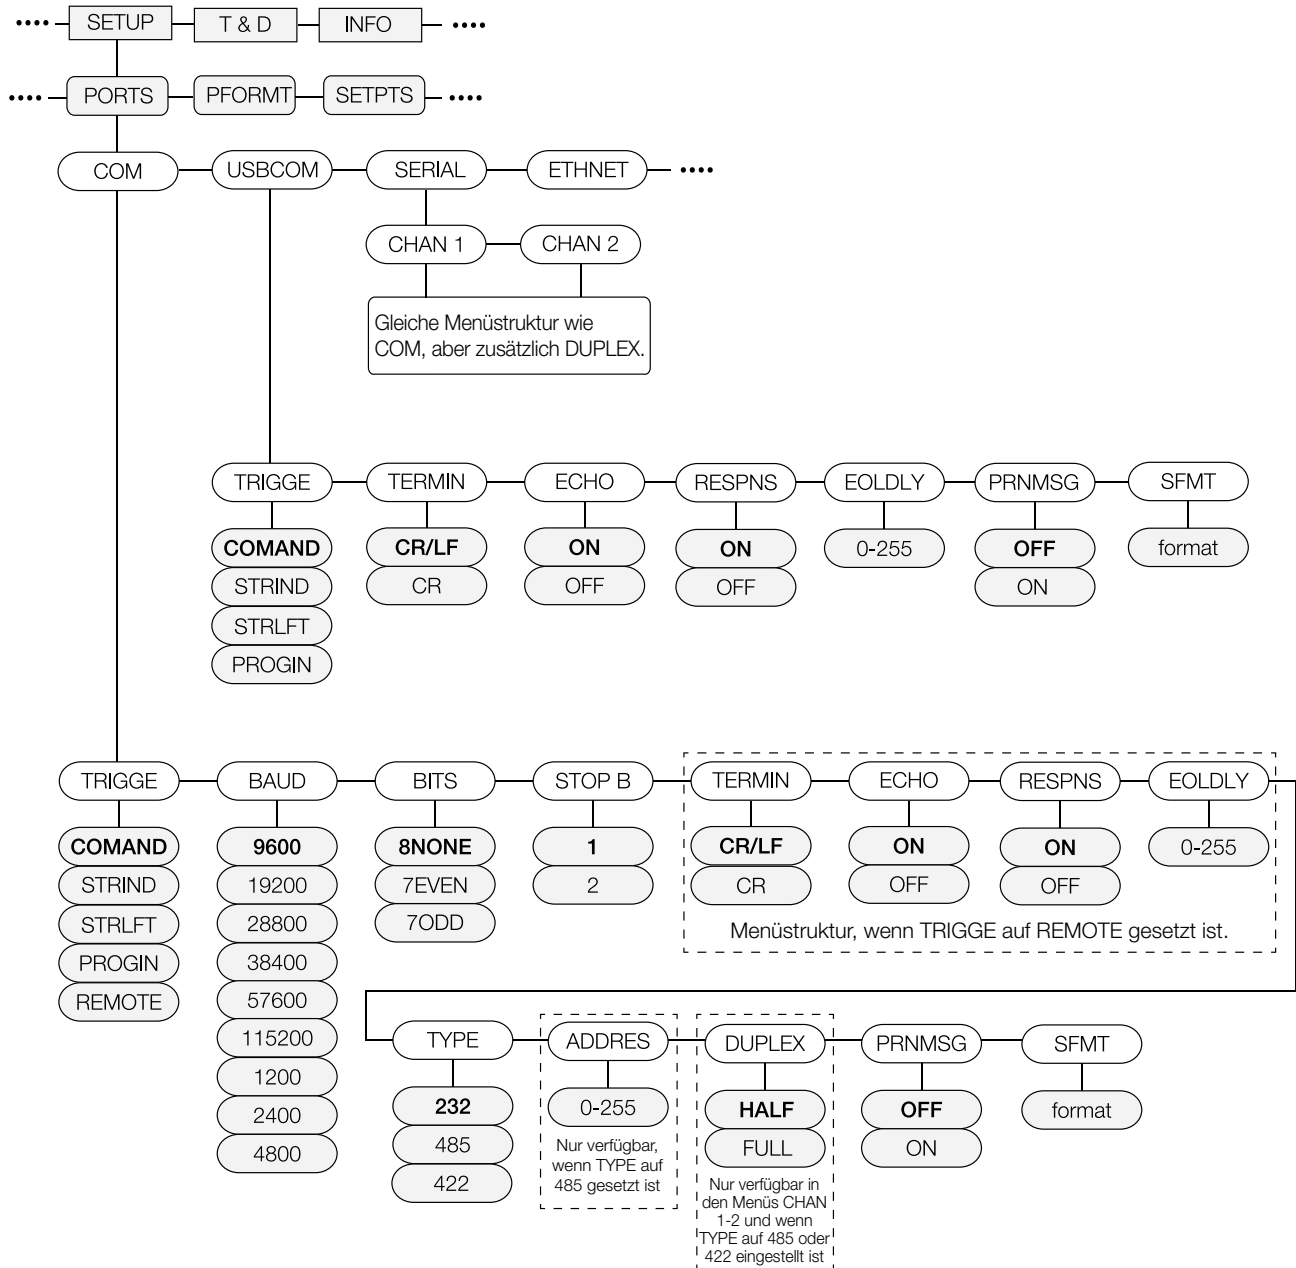 •••• SETUP T & D INFO ••••
•••• PORTS PFORMT SETPTS ••••
COM USBCOM SERIAL ETHNET ••••
CHAN 1 CHAN 2
Gleiche Menüstruktur wie
COM, aber zusätzlich DUPLEX.
TRIGGE TERMIN ECHO RESPNS EOLDLY PRNMSG SFMT
COMAND CR/LF ON ON 0-255 OFF format
STRIND CR OFF OFF ON
STRLFT
PROGIN
TRIGGE BAUD BITS STOP B TERMIN ECHO RESPNS EOLDLY
COMAND 9600 8NONE 1 CR/LF ON ON 0-255
STRIND 19200 7EVEN 2 CR OFF OFF
STRLFT 28800 7ODD
Menüstruktur, wenn TRIGGE auf REMOTE gesetzt ist.
PROGIN 38400
REMOTE 57600
115200
1200
2400
4800
TYPE ADDRES DUPLEX PRNMSG SFMT
232 0-255 HALF OFF format
485 FULL ON
422
Nur verfügbar,
wenn TYPE auf
485 gesetzt ist
Nur verfügbar in
den Menüs CHAN
1-2 und wenn
TYPE auf 485 oder
422 eingestellt ist